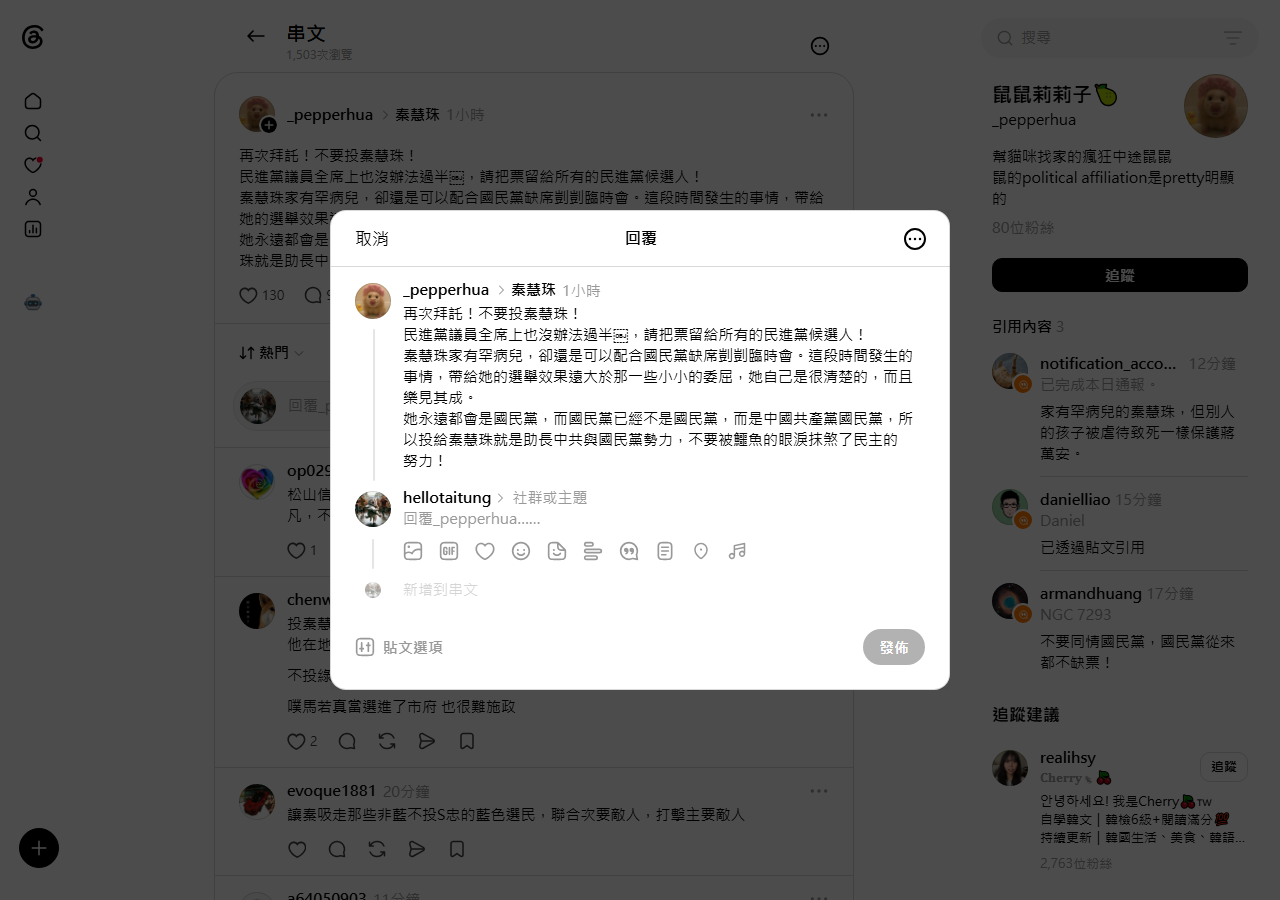 串文
1,503次瀏覽
搜尋
_pepperhua > 秦慧珠 1小時
再次拜託！不要投秦慧珠！
民進黨議員全席上也沒辦法過半，請把票留給所有的民進黨候選人！
秦慧珠家有罕病兒，卻還是可以配合國民黨缺席剴剴臨時會。這段時間發生的事情，帶給
她的選舉效果
她永遠都會是
珠就是助長中
130
熱門
回覆_p
op029
松山信
凡，不
1
chenw
投秦慧
他在地
不投綠
噗馬若真當選進了市府 也很難施政
2
evoque1881 20分鐘
讓秦吸走那些非藍不投S忠的藍色選民，聯合次要敵人，打擊主要敵人
a64050903 11分鐘
取消
回覆
_pepperhua > 秦慧珠 1小時
再次拜託！不要投秦慧珠！
民進黨議員全席上也沒辦法過半￼，請把票留給所有的民進黨候選人！
秦慧珠家有罕病兒，卻還是可以配合國民黨缺席剴剴臨時會。這段時間發生的
事情，帶給她的選舉效果遠大於那一些小小的委屈，她自己是很清楚的，而且
樂見其成。
她永遠都會是國民黨，而國民黨已經不是國民黨，而是中國共產黨國民黨，所
以投給秦慧珠就是助長中共與國民黨勢力，不要被鱷魚的眼淚抹煞了民主的
努力！
hellotaitung > 社群或主題
回覆_pepperhua......
GIF
新增到串文
貼文選項
發佈
鼠鼠莉莉子
_pepperhua
幫貓咪找家的瘋狂中途鼠鼠
鼠的political affiliation是pretty明顯
的
80位粉絲
追蹤
引用內容 3
notification_acco... 12分鐘
已完成本日通報。
家有罕病兒的秦慧珠，但別人
的孩子被虐待致死一樣保護蔣
萬安。
danielliao 15分鐘
Daniel
已透過貼文引用
armandhuang 17分鐘
NGC 7293
不要同情國民黨，國民黨從來
都不缺票！
追蹤建議
realihsy
追蹤
Cherry
안녕하세요! 我是Cherry🍒TW
自學韓文 | 韓檢6級+閱讀滿分
持續更新 | 韓國生活、美食、韓語...
2,763位粉絲